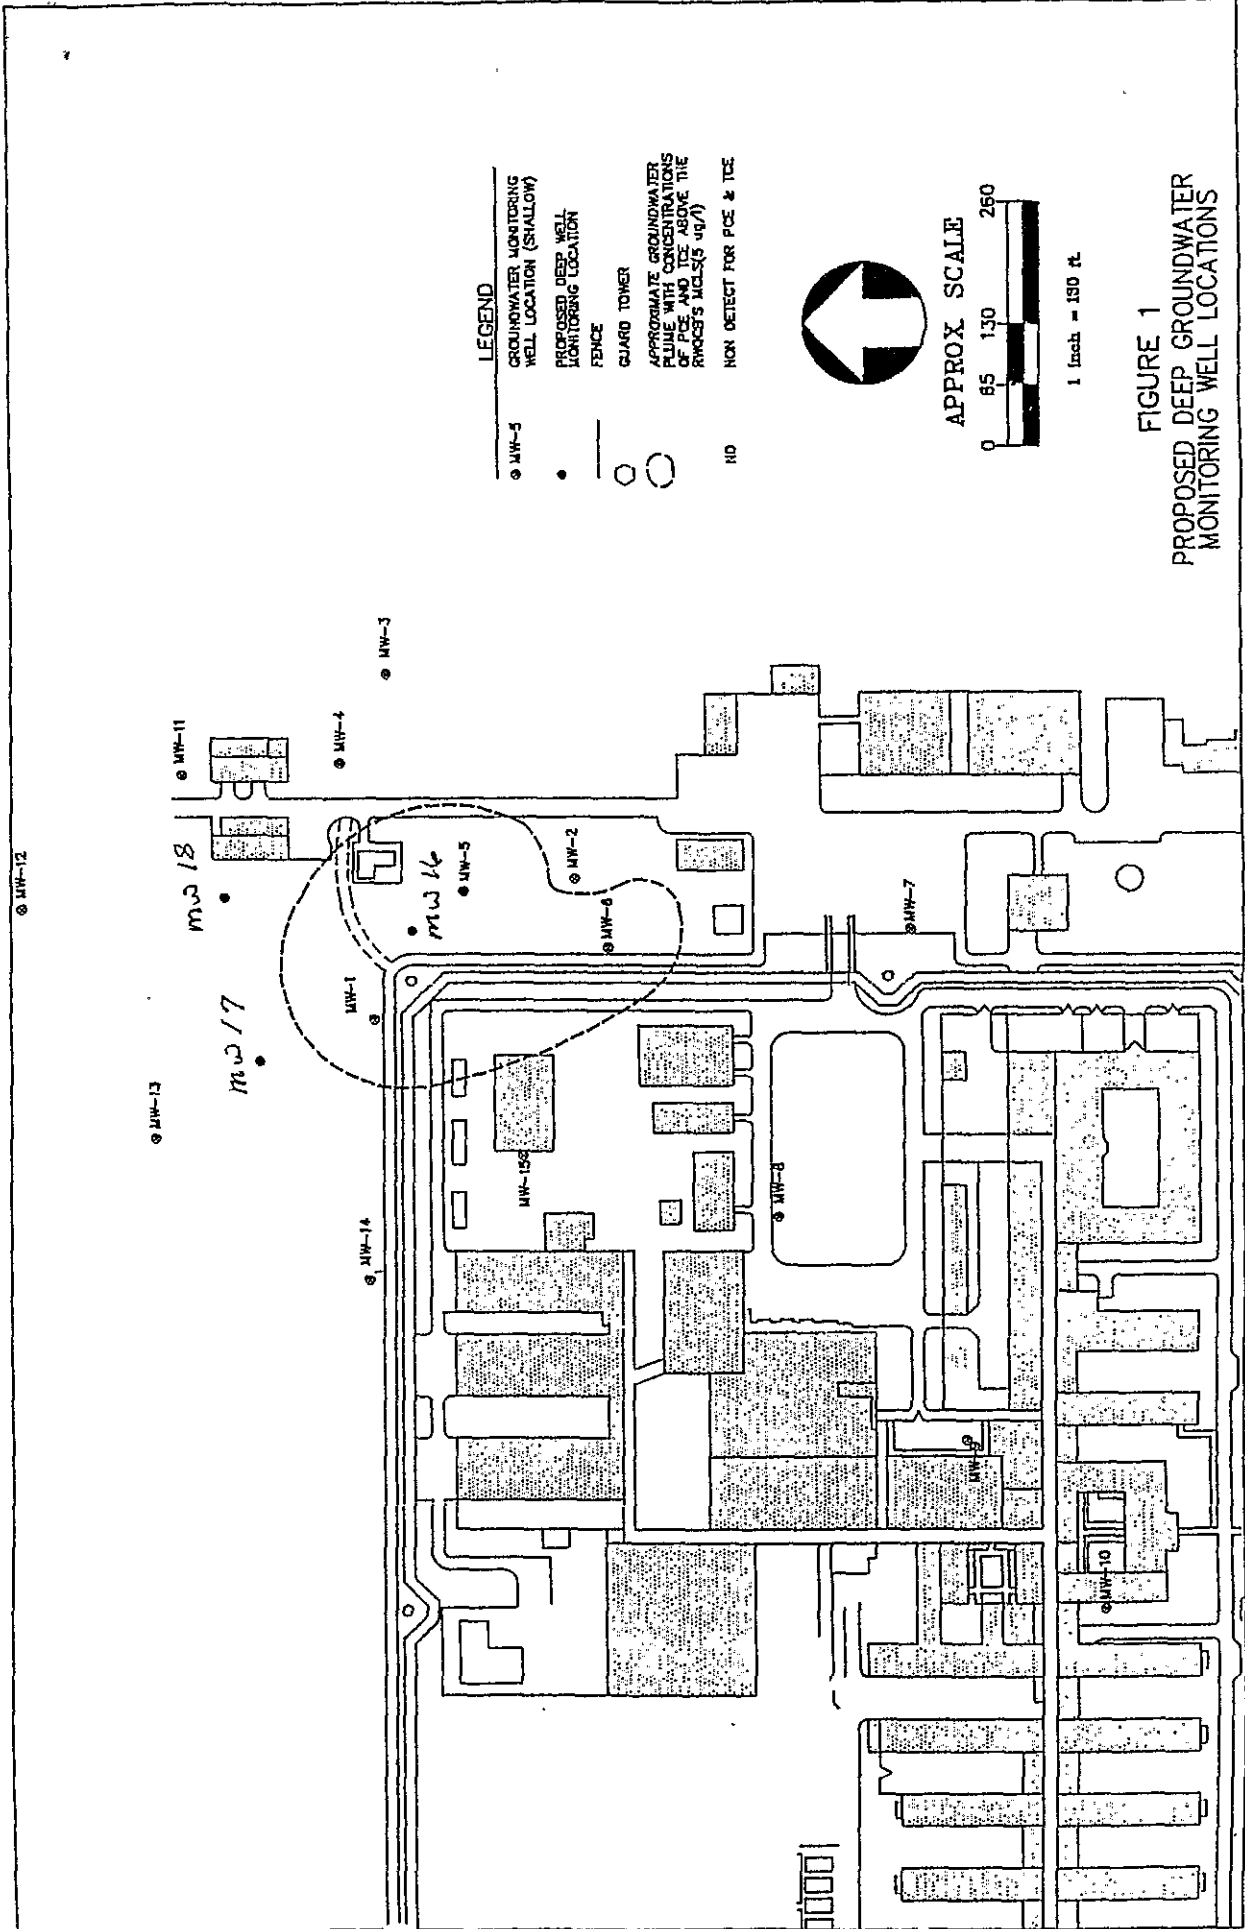 MW-12
MW-11
mw 18
MW-3
MW-4
MW-13
mw 17
MW-1
mw 16
MW-5
MW-2
MW-6
MW-14
MW-15
MW-7
MW-8
MW-9
MW-10
LEGEND
MW-5
GROUNDWATER MONITORING
WELL LOCATION (SHALLOW)
PROPOSED DEEP WELL
MONITORING LOCATION
FENCE
GUARD TOWER
APPROXIMATE GROUNDWATER
PLUME WITH CONCENTRATIONS
OF PCE AND TCE ABOVE THE
RWQCB'S MCLS(5 ug/l)
ND NON DETECT FOR PCE & TCE
APPROX SCALE
0 65 130 260
1 inch = 130 ft.
FIGURE 1
PROPOSED DEEP GROUNDWATER
MONITORING WELL LOCATIONS